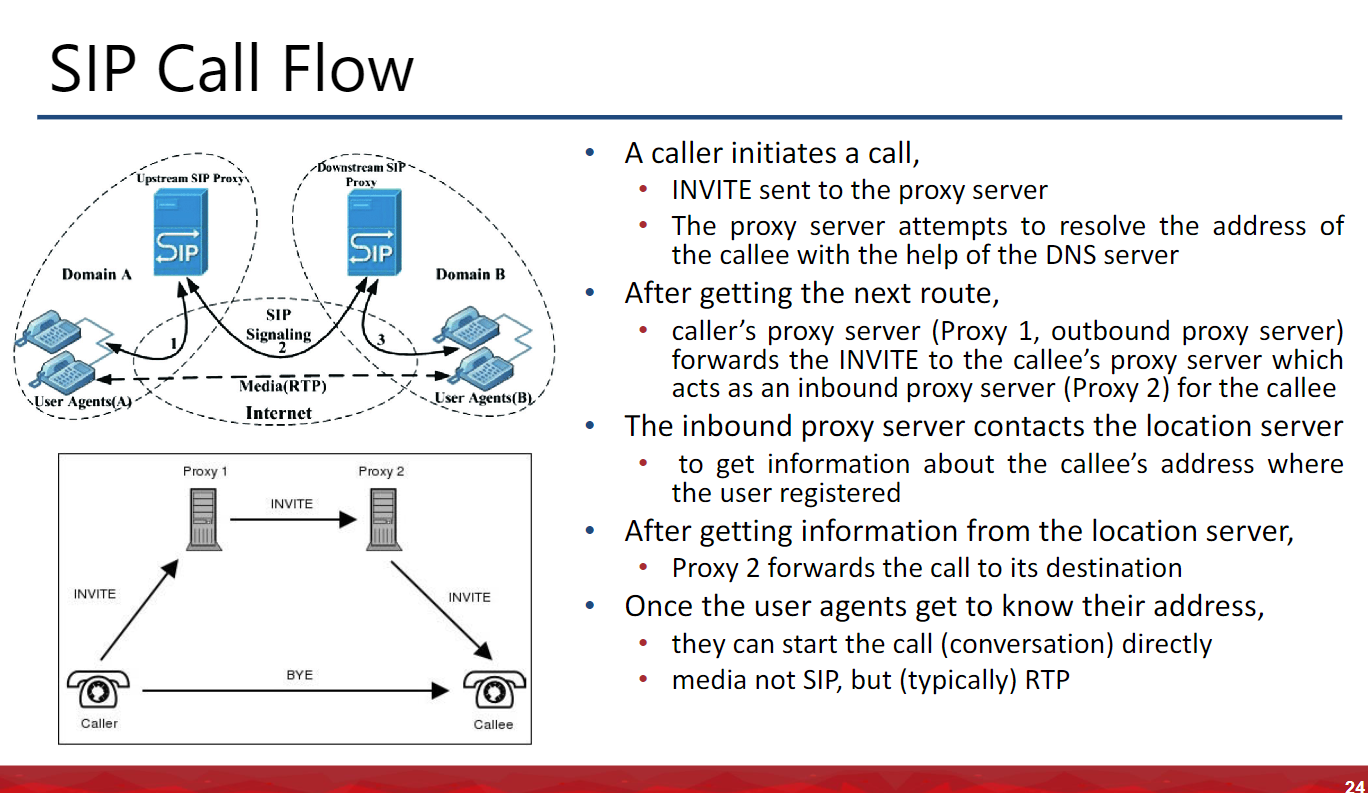 SIP Call Flow
Upstream SIP Proxy
Downstream SIP
Proxy
SIP
SIP
Domain A
Domain B
SIP
Signaling
1
2
3
Media(RTP)
User Agents(A)
User Agents(B)
Internet
Proxy 1
Proxy 2
INVITE
INVITE
INVITE
BYE
Caller
Callee
• A caller initiates a call,
• INVITE sent to the proxy server
• The proxy server attempts to resolve the address of
the callee with the help of the DNS server
• After getting the next route,
• caller’s proxy server (Proxy 1, outbound proxy server)
forwards the INVITE to the callee’s proxy server which
acts as an inbound proxy server (Proxy 2) for the callee
• The inbound proxy server contacts the location server
• to get information about the callee’s address where
the user registered
• After getting information from the location server,
• Proxy 2 forwards the call to its destination
• Once the user agents get to know their address,
• they can start the call (conversation) directly
• media not SIP, but (typically) RTP
24